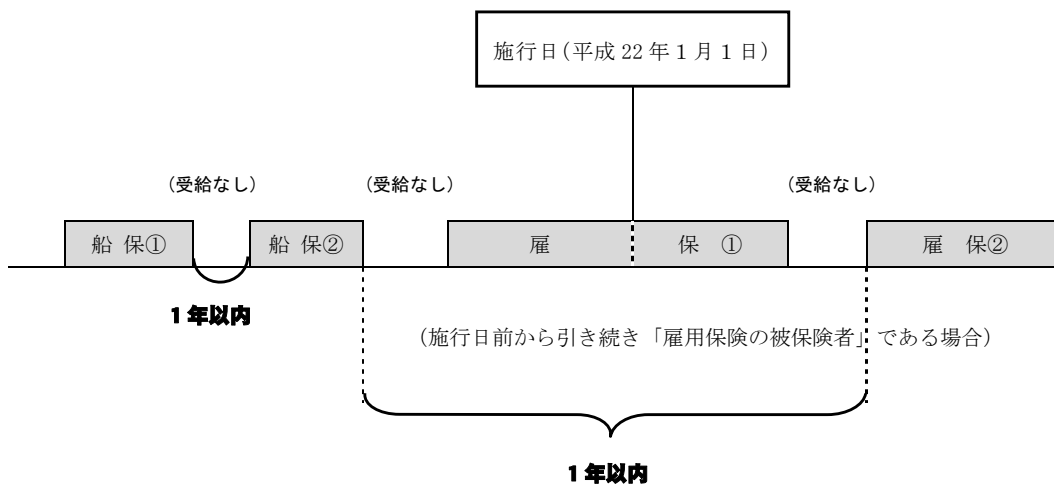 施行日(平成 22 年 1 月 1 日)
(受給なし) (受給なし) (受給なし)
船 保① 船 保② 雇 保 ① 雇 保②
1 年以内
(施行日前から引き続き「雇用保険の被保険者」である場合)
1 年以内